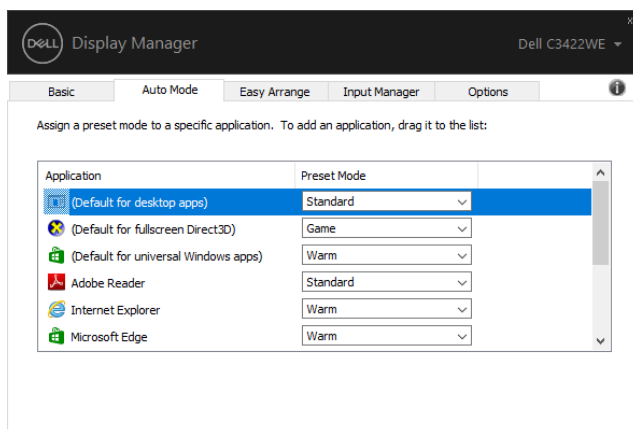 DELL Display Manager Dell C3422WE
Basic Auto Mode Easy Arrange Input Manager Options
Assign a preset mode to a specific application. To add an application, drag it to the list:
Application Preset Mode
(Default for desktop apps) Standard
(Default for fullscreen Direct3D) Game
(Default for universal Windows apps) Warm
Adobe Reader Standard
Internet Explorer Warm
Microsoft Edge Warm